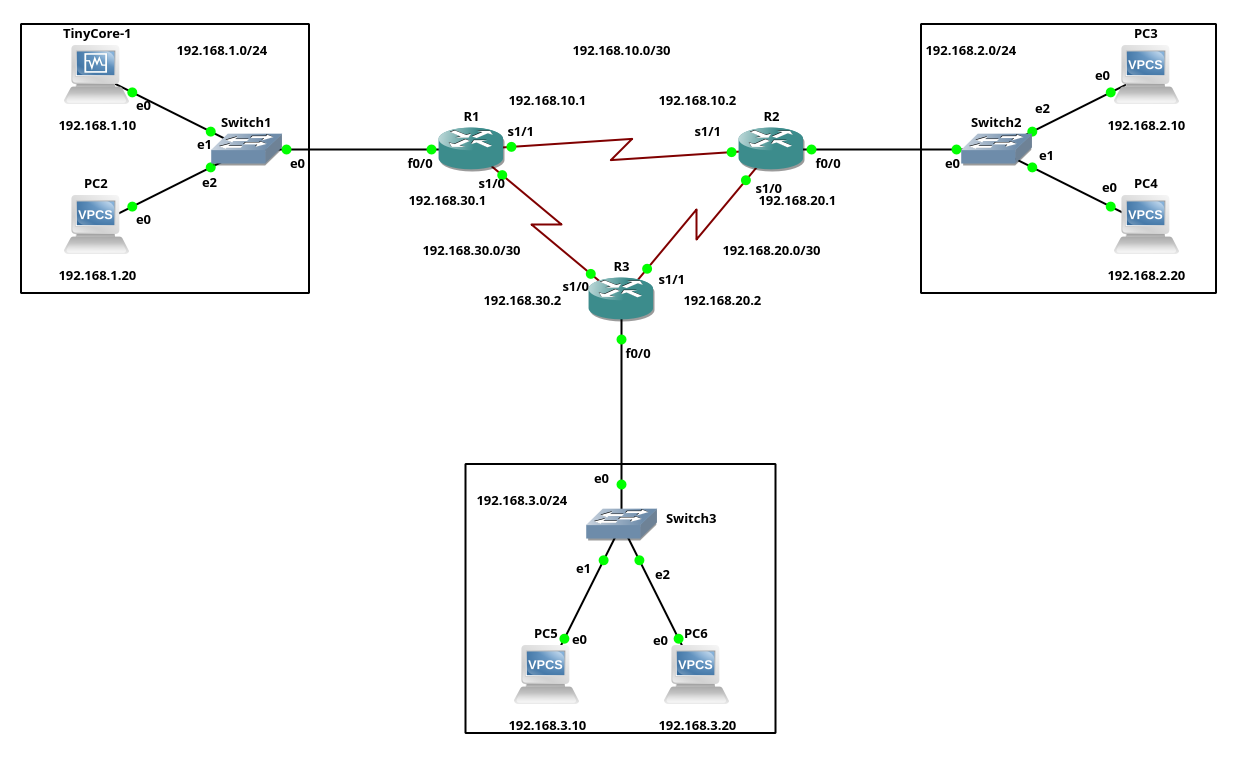 TinyCore-1
192.168.1.0/24
e0
192.168.1.10
Switch1
e1
e2
e0
PC2
VPCS
e0
192.168.1.20
192.168.10.0/30
192.168.10.1
192.168.10.2
R1
s1/1
f0/0
s1/0
192.168.30.1
R2
s1/1
f0/0
s1/0
192.168.20.1
192.168.30.0/30
192.168.20.0/30
R3
s1/0
s1/1
192.168.30.2
192.168.20.2
f0/0
192.168.2.0/24
PC3
VPCS
e0
192.168.2.10
e2
Switch2
e0
e1
PC4
e0
VPCS
192.168.2.20
e0
192.168.3.0/24
Switch3
e1
e2
PC5
e0
VPCS
192.168.3.10
e0
PC6
VPCS
192.168.3.20